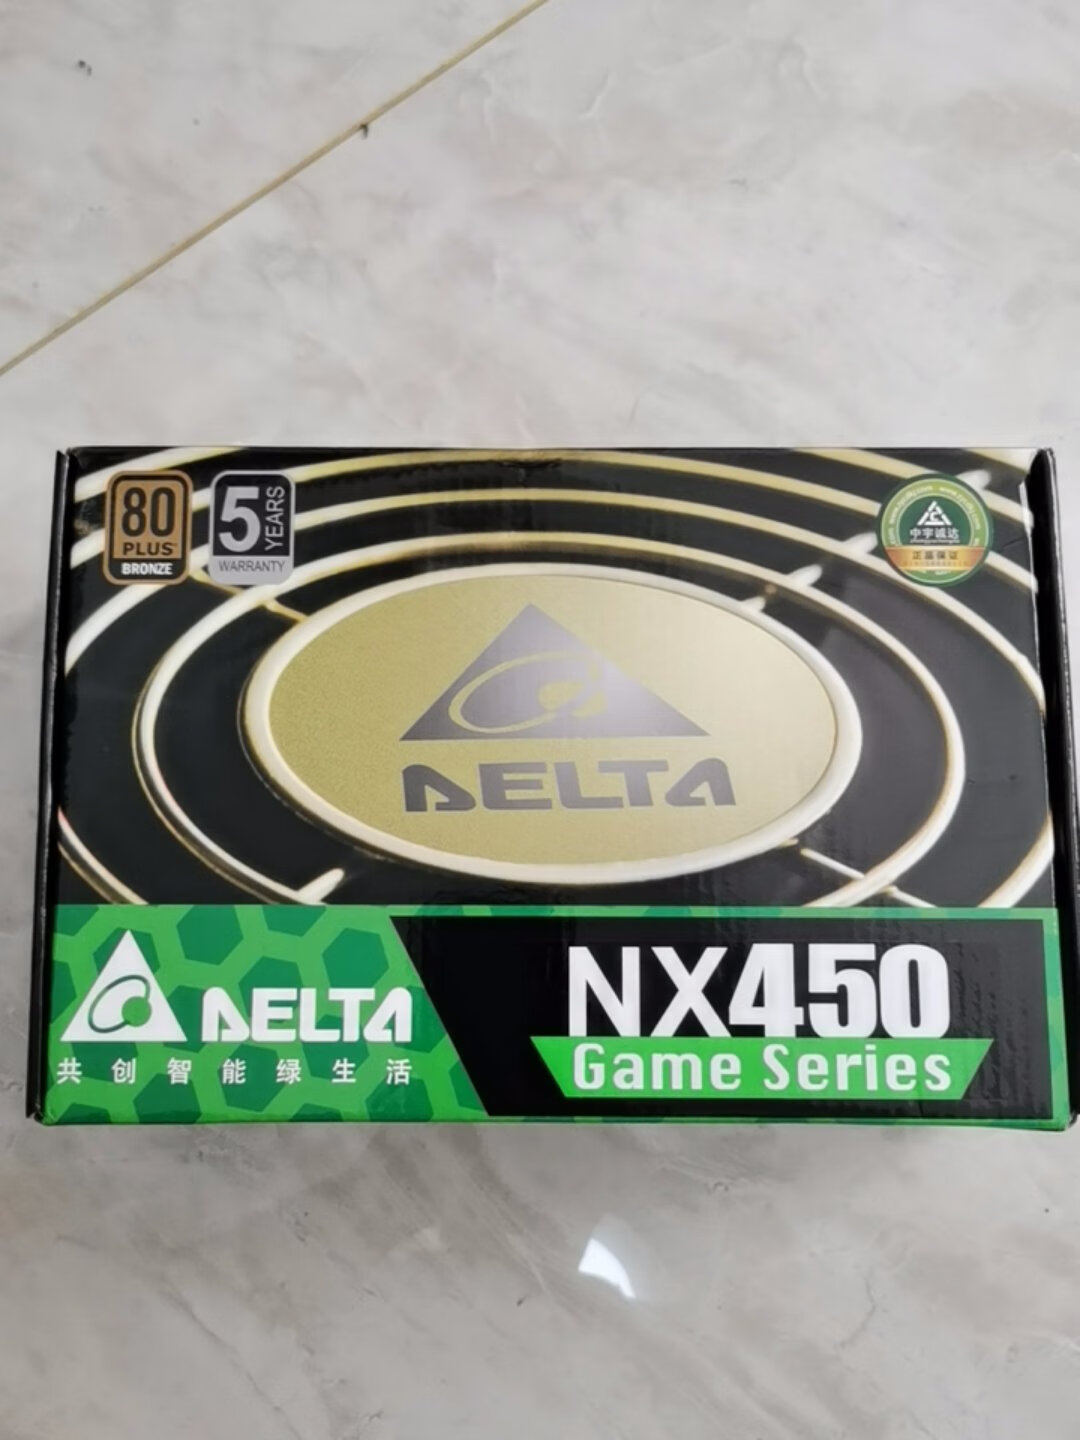 80
PLUS
BRONZE
5
YEARS
WARRANTY
中宇诚达
正品保证
DELTA
DELTA
共创智能绿生活
NX450
Game Series